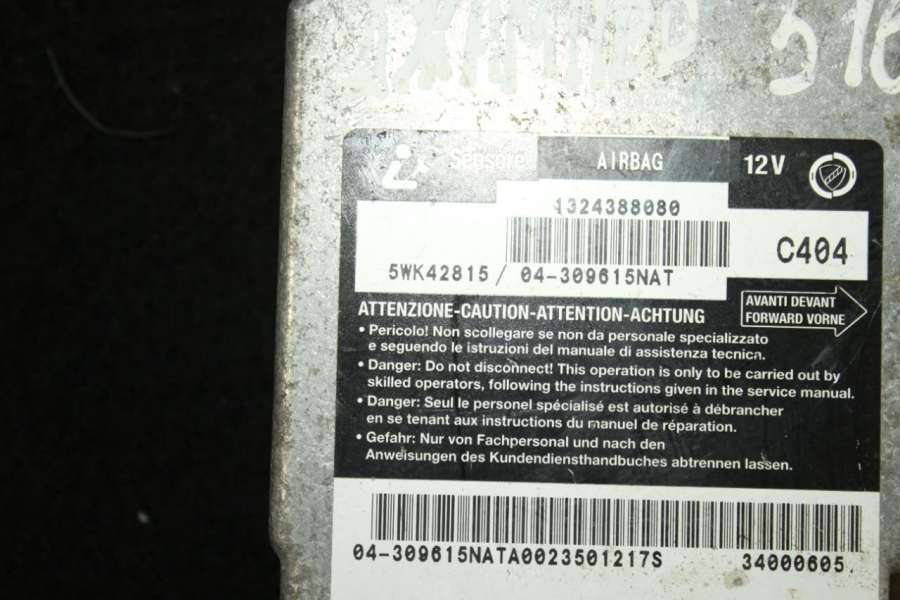 516
AIRBAG
12V
1324388080
C404
5WK42815 / 04-309615NAT
AVANTI DEVANT
FORWARD VORNE
ATTENZIONE-CAUTION-ATTENTION-ACHTUNG
• Pericolo! Non scollegare se non da personale specializzato
e seguendo le istruzioni del manuale di assistenza tecnica.
• Danger: Do not disconnect! This operation is only to be carried out by
skilled operators, following the instructions given in the service manual.
• Danger: Seul le personel spécialisé est autorisé à débrancher
en se tenant aux instructions du manuel de réparation.
• Gefahr: Nur von Fachpersonal und nach den
Anweisungen des Kundendiensthandbuches abtrennen lassen.
04-309615NATA0023501217S
34000605.